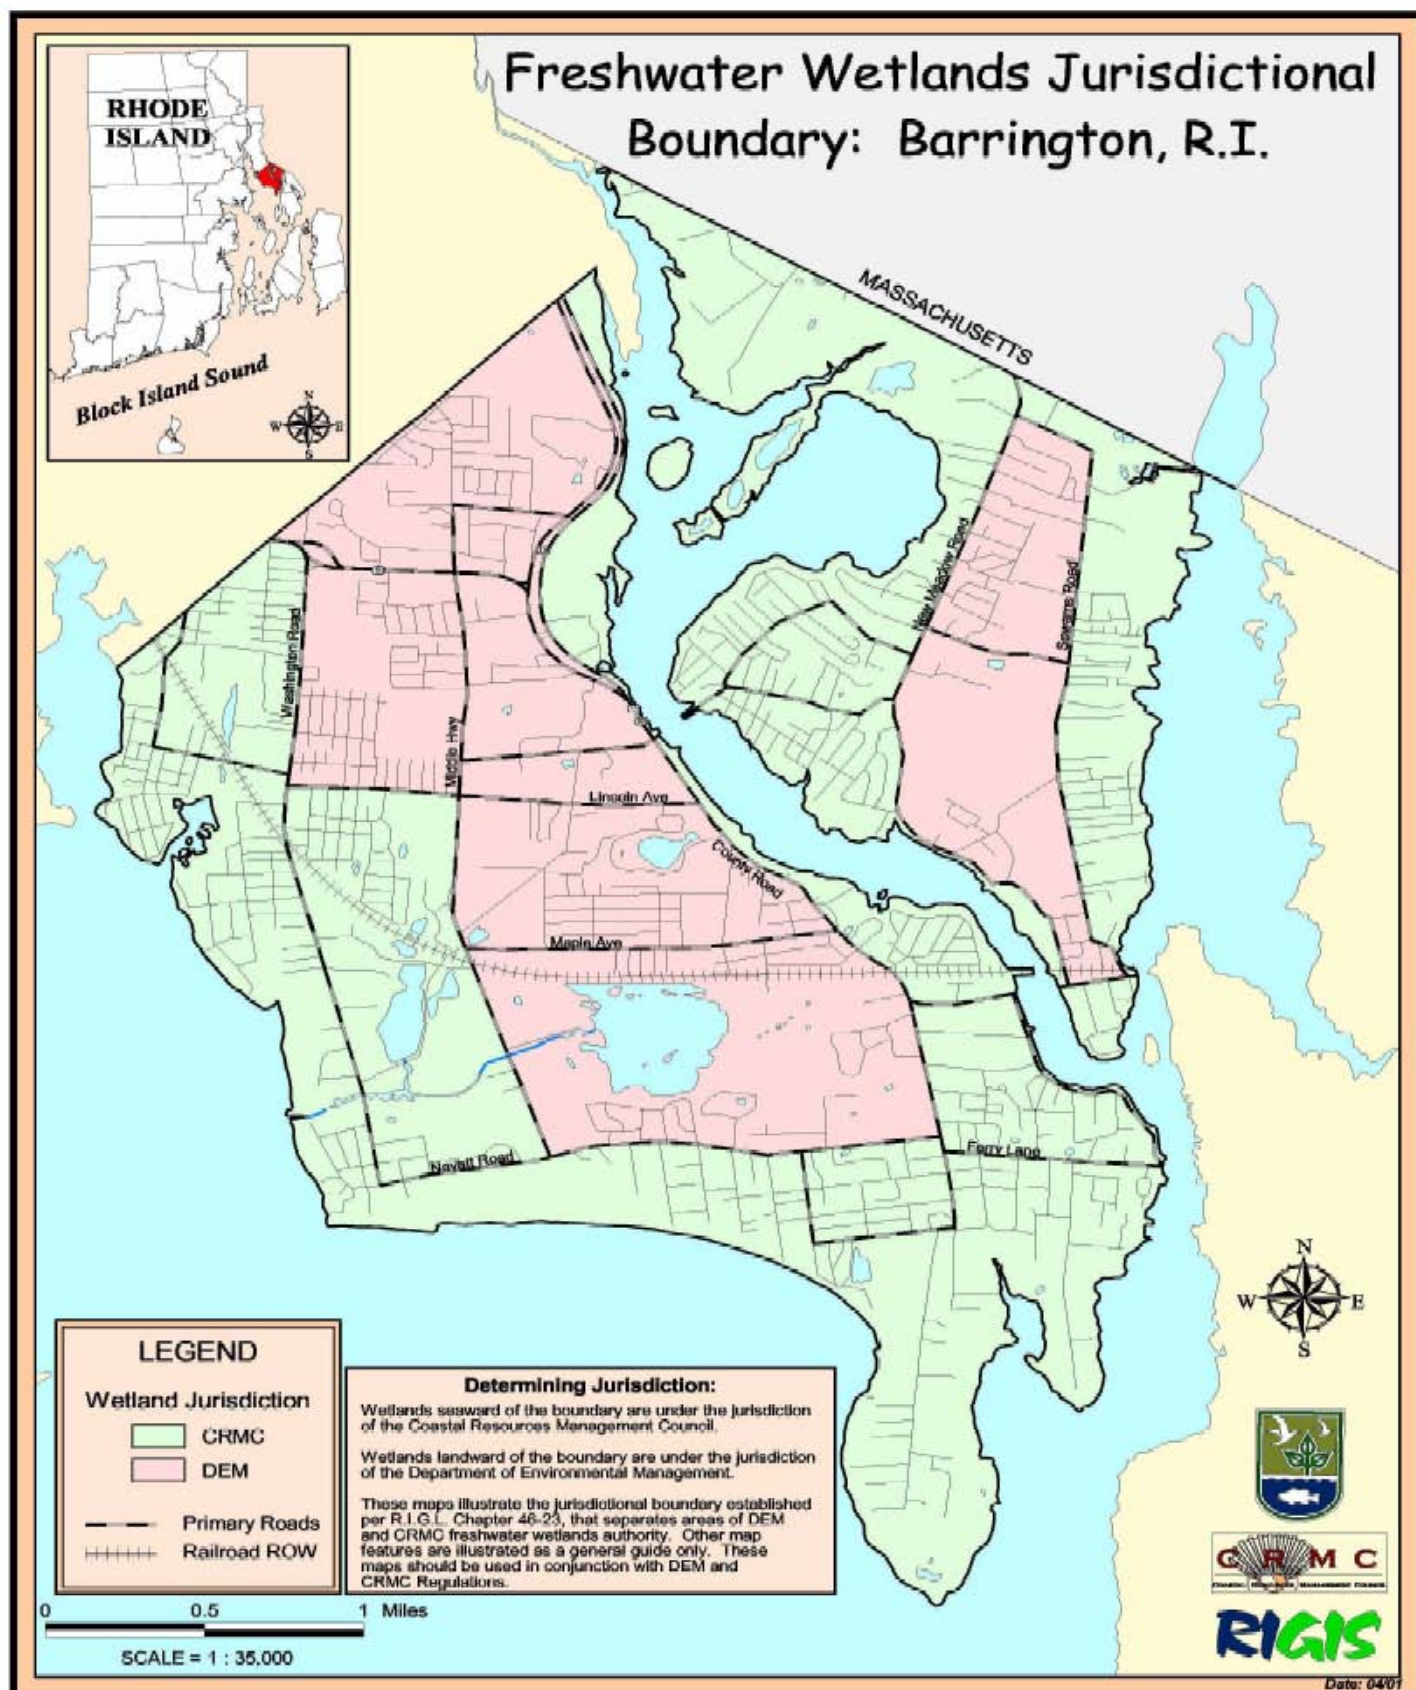 Freshwater Wetlands Jurisdictional
Boundary: Barrington, R.I.
RHODE
ISLAND
Block Island Sound
N
W E
S
MASSACHUSETTS
New Meadow Road
Sowams Road
Washington Road
Middle Hwy
Lincoln Ave
County Road
Maple Ave
Nayatt Road
Ferry Lane
N
W E
S
LEGEND
Wetland Jurisdiction
CRMC
DEM
Primary Roads
Railroad ROW
Determining Jurisdiction:
Wetlands seaward of the boundary are under the jurisdiction
of the Coastal Resources Management Council.
Wetlands landward of the boundary are under the jurisdiction
of the Department of Environmental Management.
These maps illustrate the jurisdictional boundary established
per R.I.G.L. Chapter 46-23, that separates areas of DEM
and CRMC freshwater wetlands authority. Other map
features are illustrated as a general guide only. These
maps should be used in conjunction with DEM and
CRMC Regulations.
0 0.5 1 Miles
SCALE = 1 : 35,000
CRMC
COASTAL RESOURCES MANAGEMENT COUNCIL
RIGIS
Date: 04/01